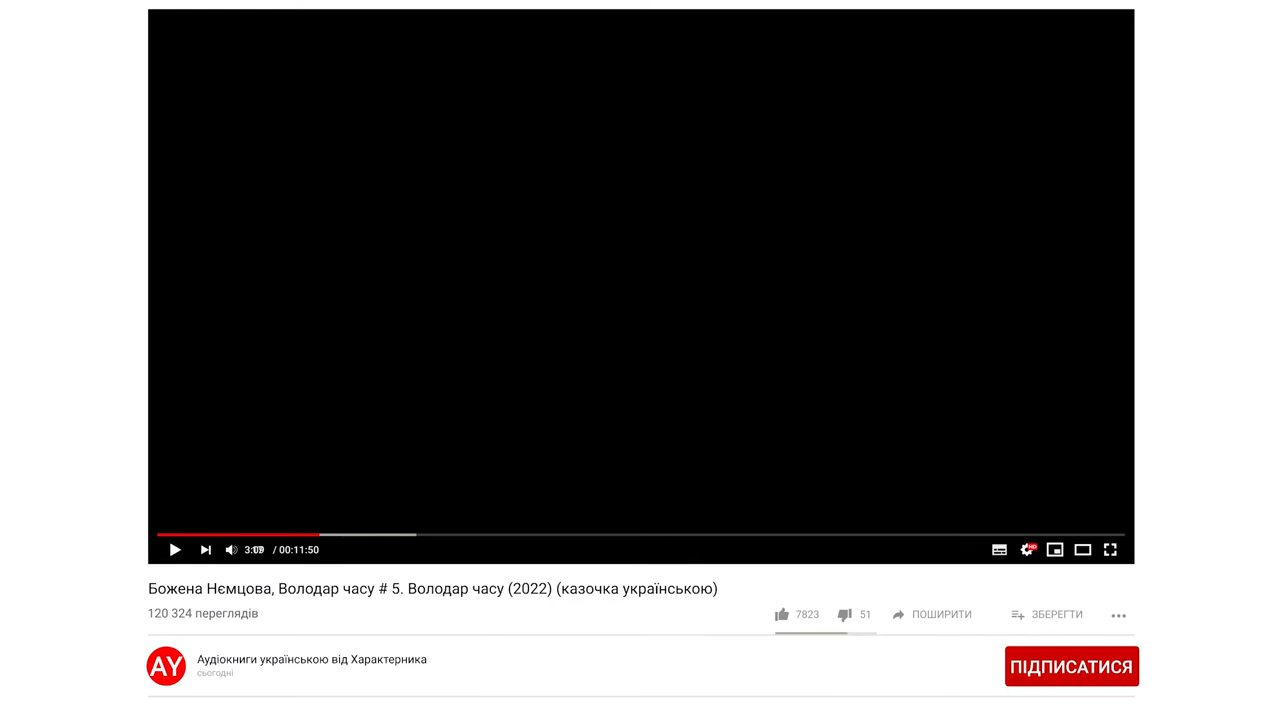 / 00:11:50
Божена Нємцова, Володар часу # 5. Володар часу (2022) (казочка українською)
120 324 переглядів
7823 51 ПОШИРИТИ ЗБЕРЕГТИ
AY Аудіокниги українською від Характерника
сьогодні
ПІДПИСАТИСЯ